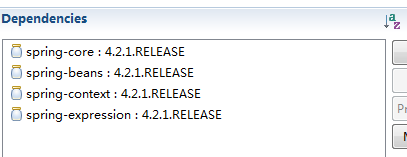 Dependencies
spring-core : 4.2.1.RELEASE
spring-beans : 4.2.1.RELEASE
spring-context : 4.2.1.RELEASE
spring-expression : 4.2.1.RELEASE